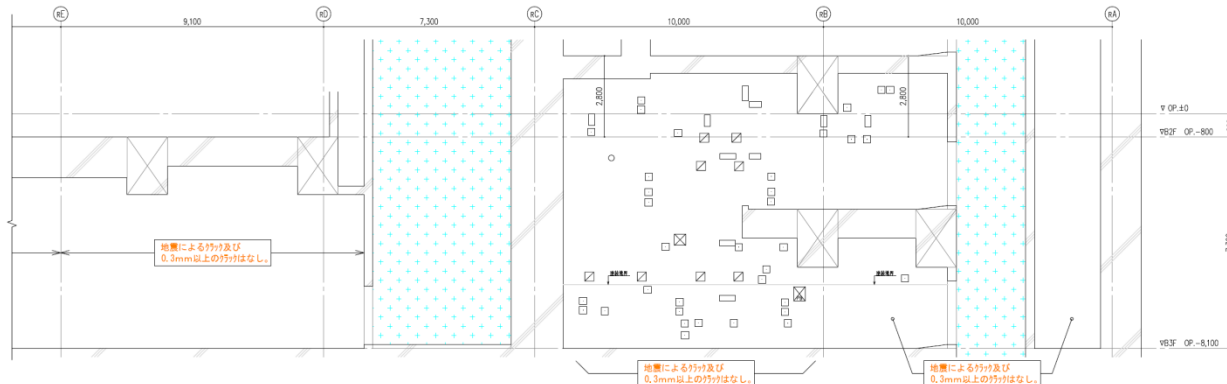 RE
RD
RC
RB
RA
9,100
7,300
10,000
10,000
2,800
2,800
▽ OP.±0
▽B2F OP.-800
地震によるクラック及び
0.3mm以上のクラックはなし。
▽B3F OP.-8,100
地震によるクラック及び
0.3mm以上のクラックはなし。
地震によるクラック及び
0.3mm以上のクラックはなし。